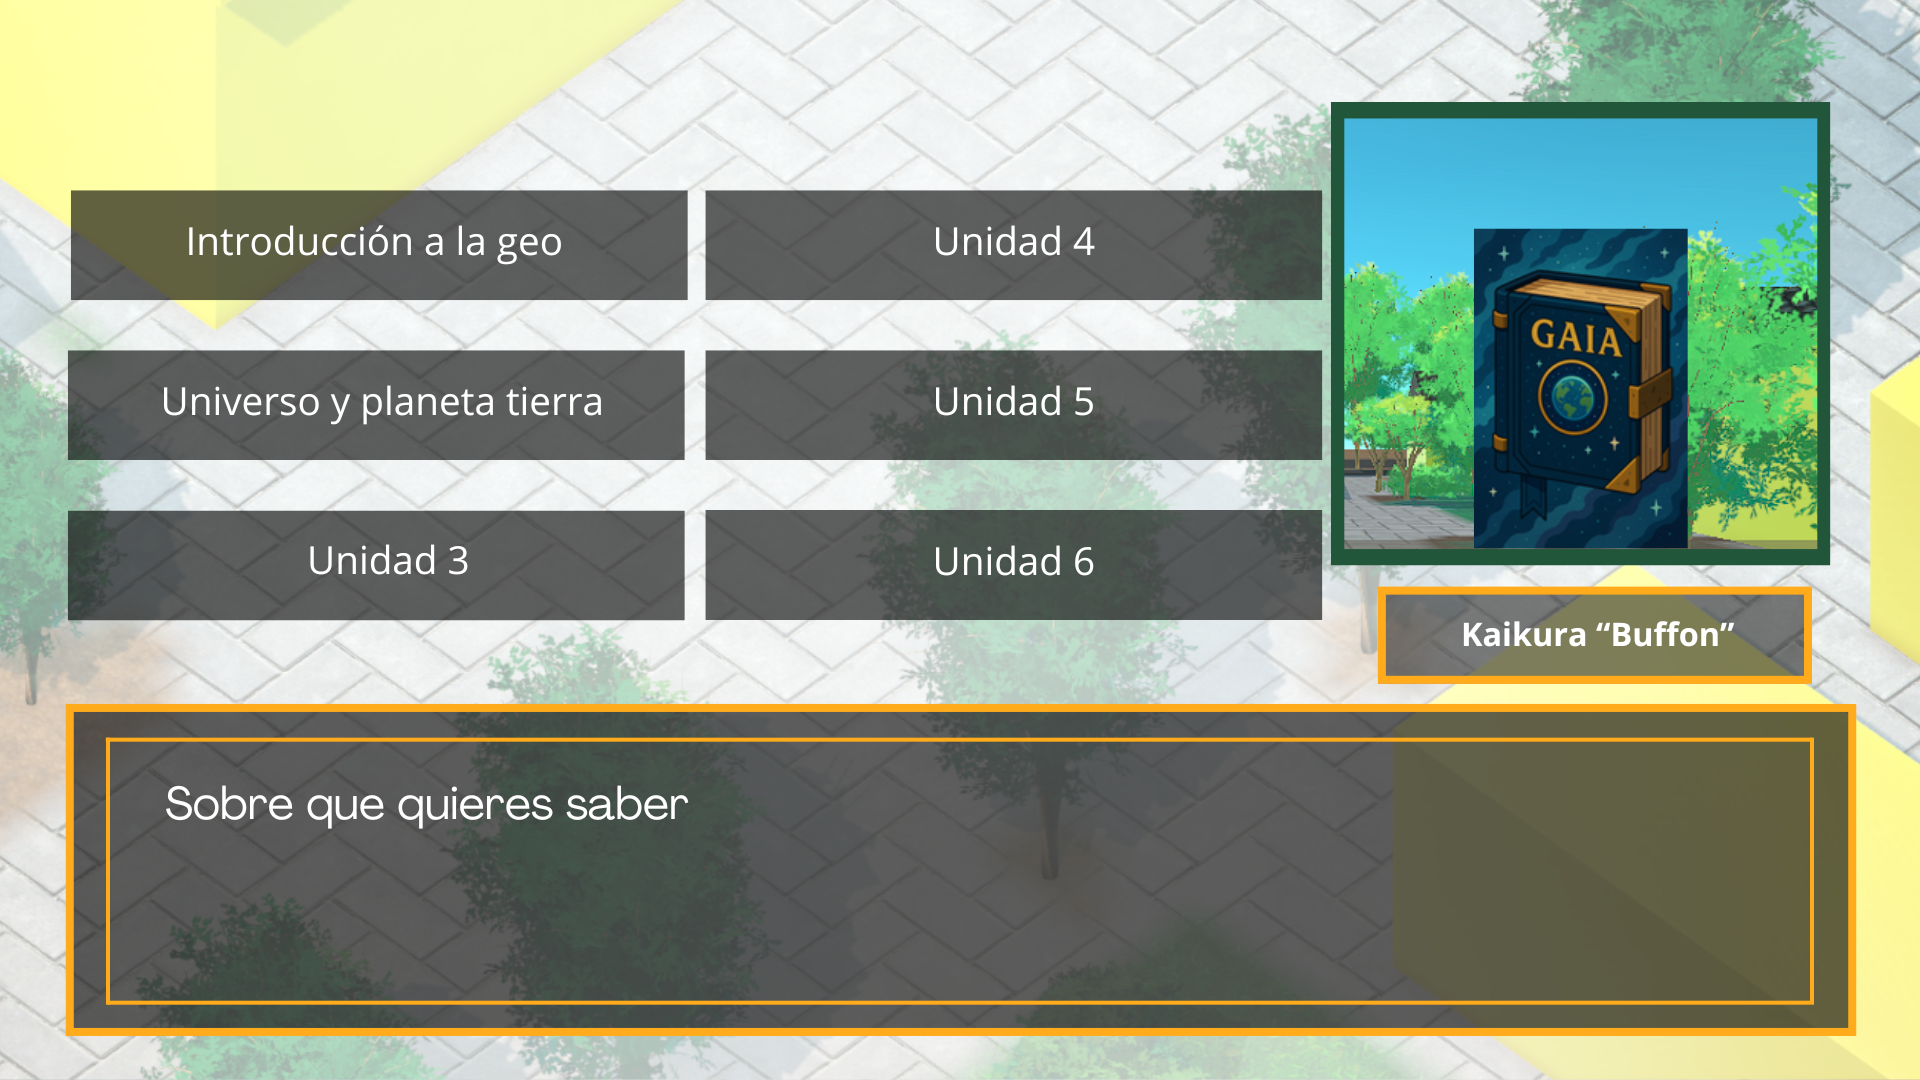 Introducción a la geo
Unidad 4
Universo y planeta tierra
Unidad 5
Unidad 3
Unidad 6
GAIA
Kaikura “Buffon”
Sobre que quieres saber